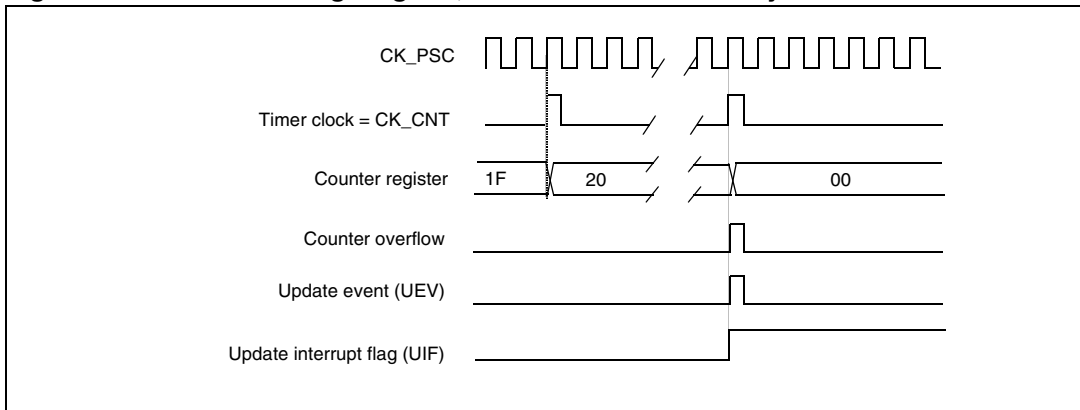 CK_PSC
Timer clock = CK_CNT
Counter register
1F
20
00
Counter overflow
Update event (UEV)
Update interrupt flag (UIF)